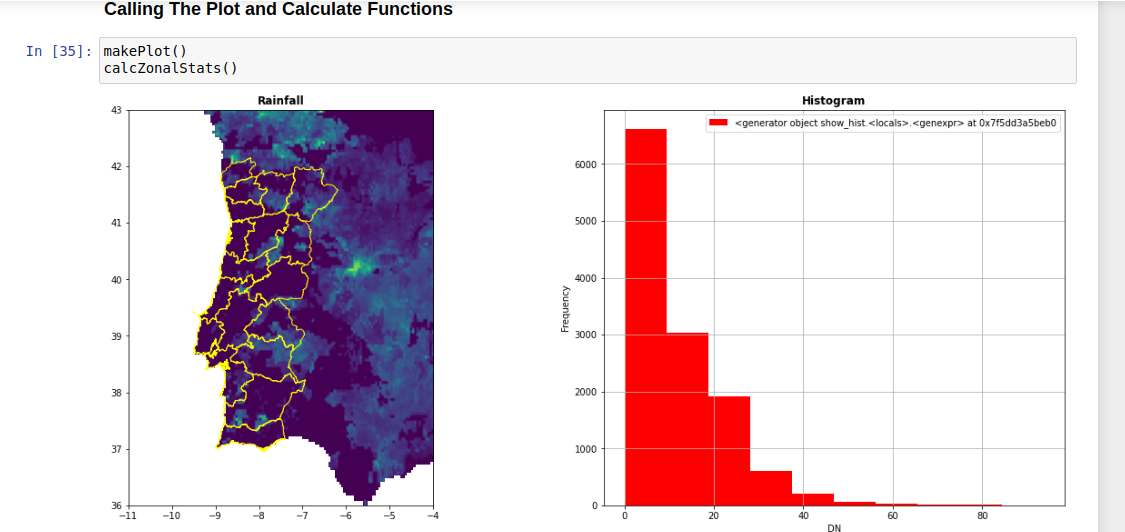 Calling The Plot and Calculate Functions
In [35]: makePlot()
calcZonalStats()
Rainfall
43
42
41
40
39
38
37
36
−11 −10 −9 −8 −7 −6 −5 −4
Histogram
<generator object show_hist.<locals>.<genexpr> at 0x7f5dd3a5beb0
Frequency
6000
5000
4000
3000
2000
1000
0
0 20 40 60 80
DN